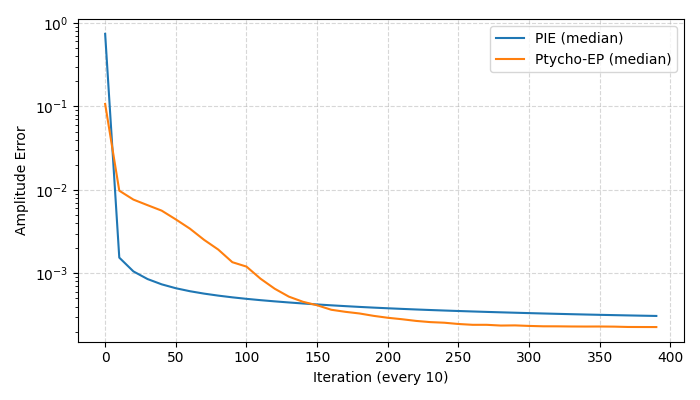 PIE (median)
Ptycho-EP (median)
Amplitude Error
10⁰
10⁻¹
10⁻²
10⁻³
0 50 100 150 200 250 300 350 400
Iteration (every 10)